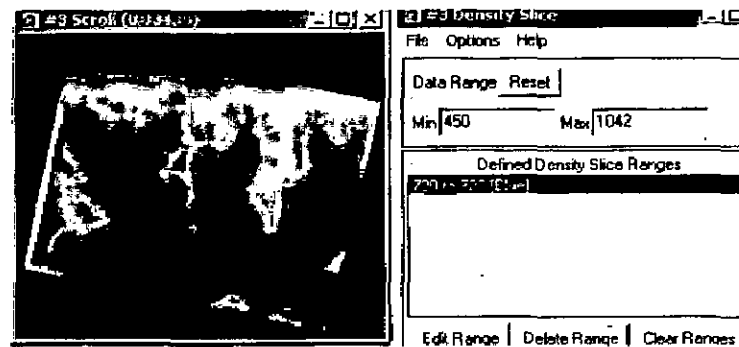 #3 Scroll
#3 Density Slice
File Options Help
Data Range Reset
Min 450 Max 1042
Defined Density Slice Ranges
[Blue]
Edit Range Delete Range Clear Ranges